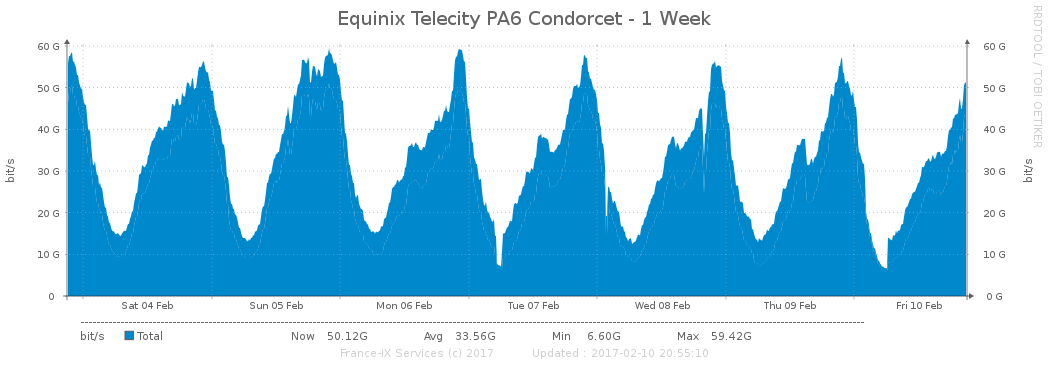 Equinix Telecity PA6 Condorcet - 1 Week
RRDTOOL / TOBI OETIKER
bit/s
60 G
50 G
40 G
30 G
20 G
10 G
0
60 G
50 G
40 G
30 G
20 G
10 G
0 G
bit/s
Sat 04 Feb Sun 05 Feb Mon 06 Feb Tue 07 Feb Wed 08 Feb Thu 09 Feb Fri 10 Feb
bit/s Total Now 50.12G Avg 33.56G Min 6.60G Max 59.42G
France-IX Services (c) 2017 Updated : 2017-02-10 20:55:10